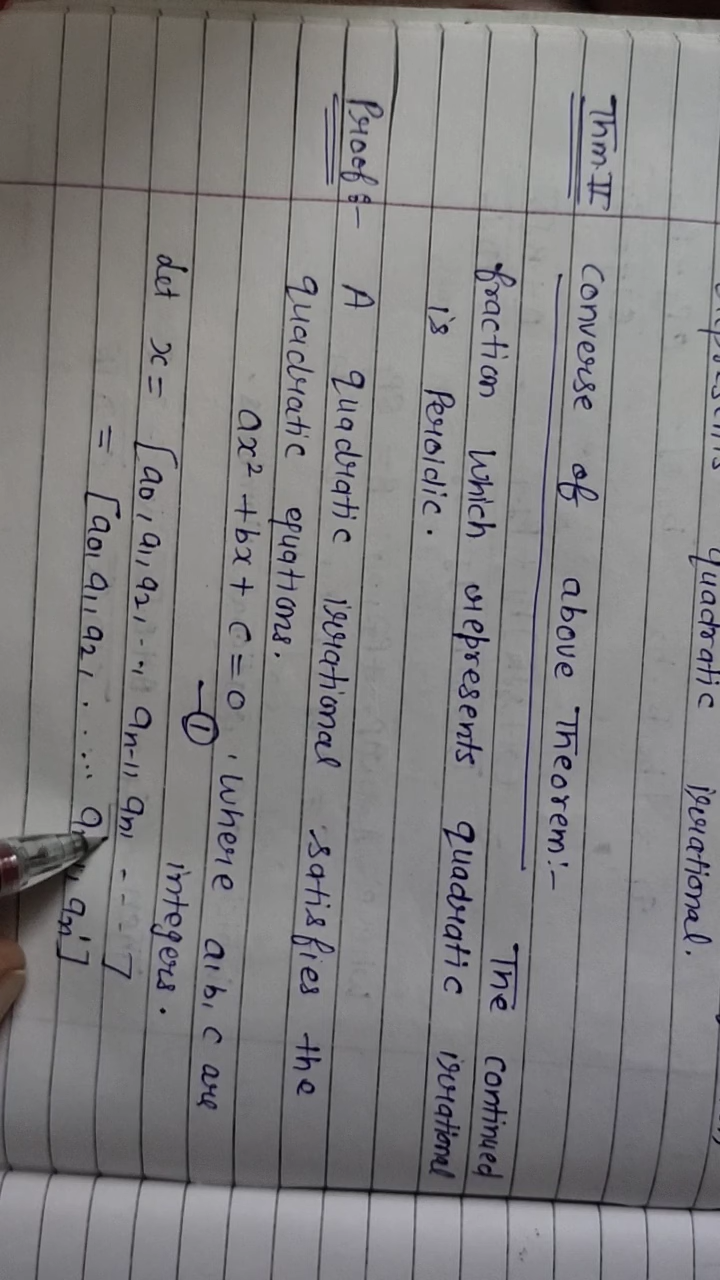 quadratic irrational.
Thm. II Converse of above Theorem:- The continued
fraction which represents quadratic irrational
is Peroidic.
Proof :- A quadratic irrational satisfies the
quadratic equations.
ax² + bx + c = 0, where a, b, c are
—① integers.
Let x = [a0, a1, a2, --, an-1, an, - - -]
= [a0, a1, a2, ..... an-1, an']